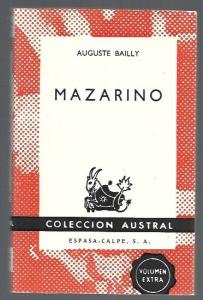 AUGUSTE BAILLY
MAZARINO
COLECCION AUSTRAL
ESPASA-CALPE, S. A.
VOLUMEN
EXTRA